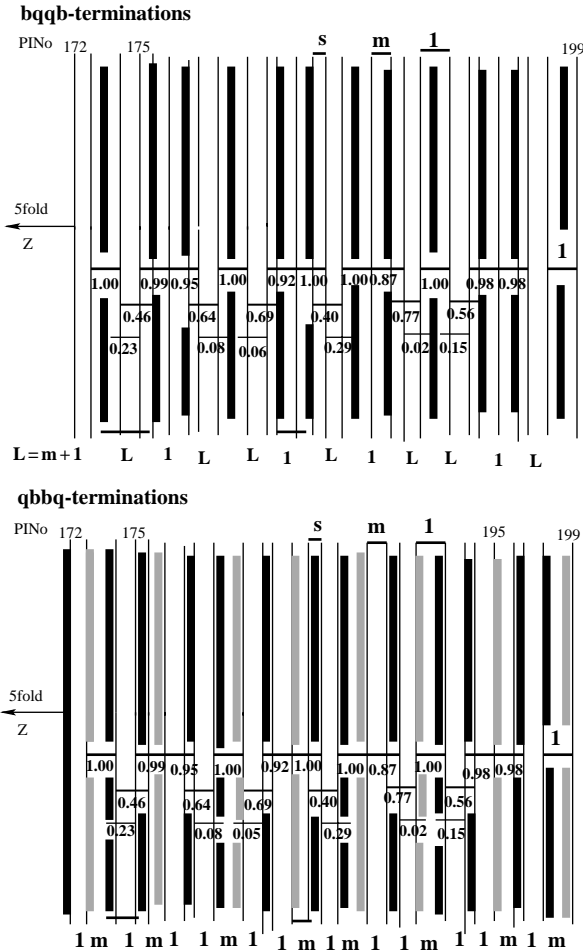 bqqb-terminations
PINo
172 175 s m 1 199
5fold
Z
1
1.00 0.99 0.95 1.00 0.92 1.00 1.00 0.87 1.00 0.98 0.98
0.46 0.64 0.69 0.40 0.77 0.56
0.23 0.08 0.06 0.29 0.02 0.15
L=m+1 L 1 L L 1 L 1 L L 1 L
qbbq-terminations
PINo 172 175 s m 1 195 199
5fold
Z
1
1.00 0.99 0.95 1.00 0.92 1.00 1.00 0.87 1.00 0.98 0.98
0.46 0.64 0.69 0.40 0.77 0.56
0.23 0.08 0.05 0.29 0.02 0.15
1 m 1 m 1 1 m 1 1 m 1 m 1 1 m 1 1 m 1 m